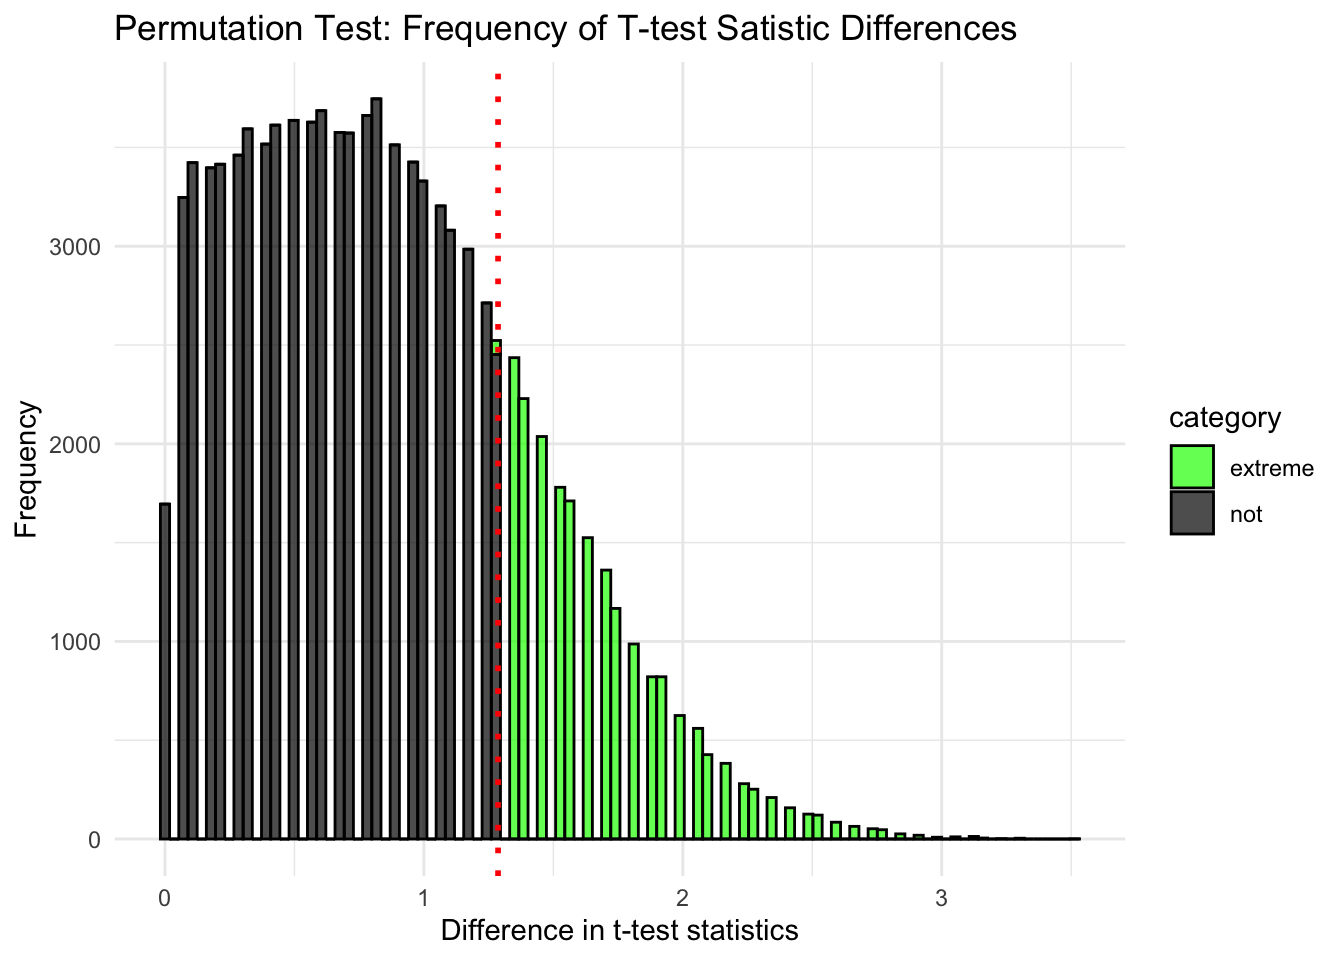 Permutation Test: Frequency of T-test Satistic Differences
Frequency
3000
2000
1000
0
0 1 2 3
Difference in t-test statistics
category
extreme
not